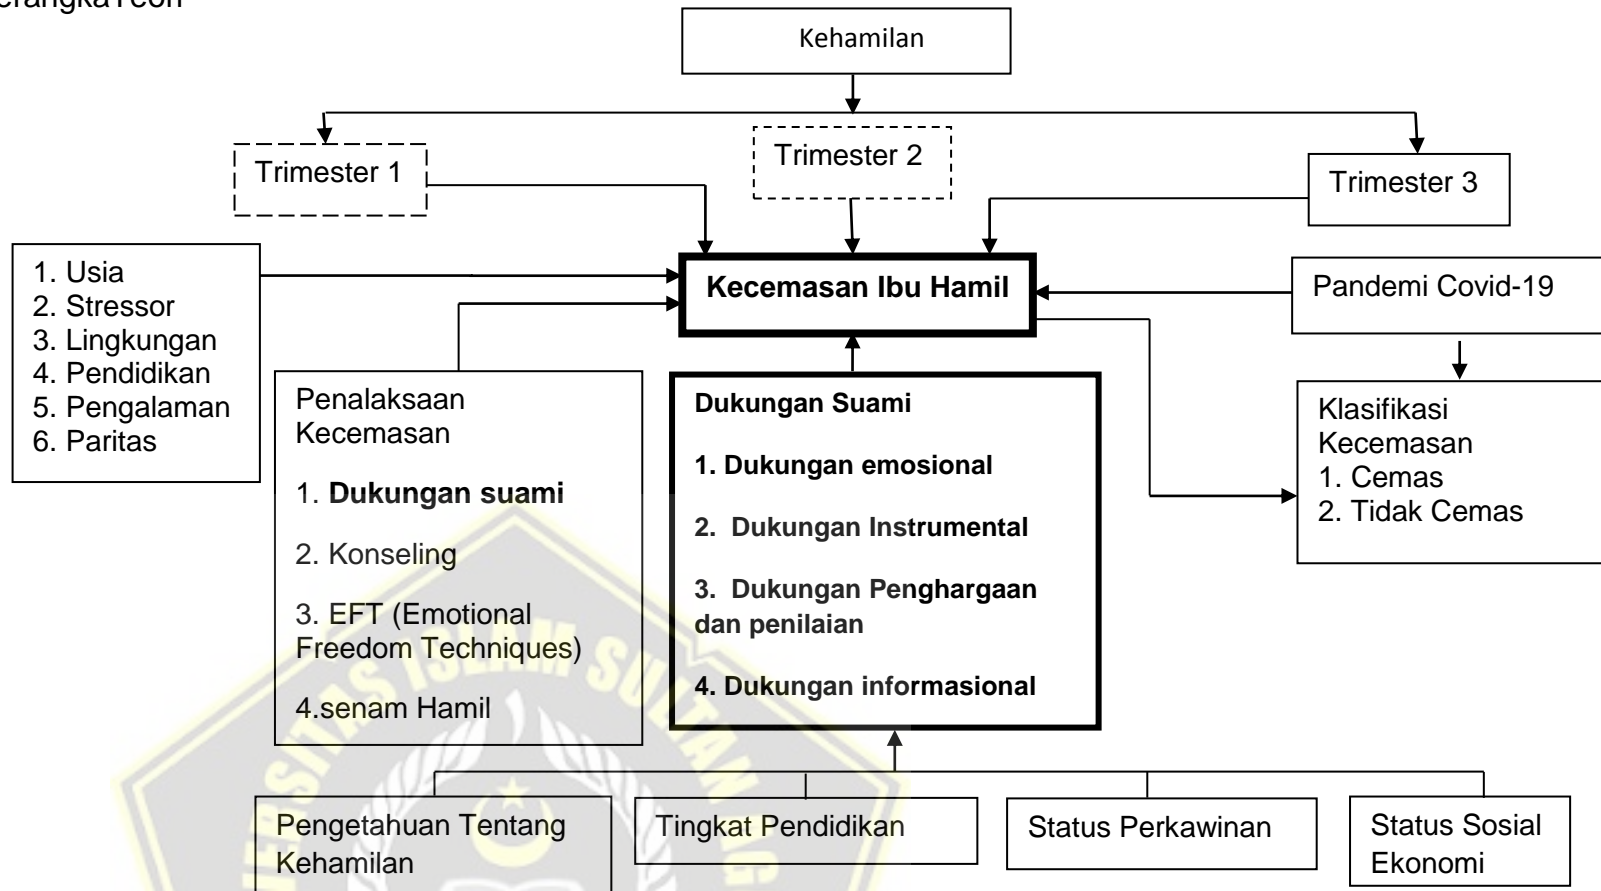 Kehamilan
Trimester 1
Trimester 2
Trimester 3
1. Usia
2. Stressor
3. Lingkungan
4. Pendidikan
5. Pengalaman
6. Paritas
Kecemasan Ibu Hamil
Pandemi Covid-19
Penalaksaan
Kecemasan
1. Dukungan suami
2. Konseling
3. EFT (Emotional
Freedom Techniques)
4.senam Hamil
Dukungan Suami
1. Dukungan emosional
2. Dukungan Instrumental
3. Dukungan Penghargaan
dan penilaian
4. Dukungan informasional
Klasifikasi
Kecemasan
1. Cemas
2. Tidak Cemas
Pengetahuan Tentang
Kehamilan
Tingkat Pendidikan
Status Perkawinan
Status Sosial
Ekonomi
ISLAM SULTAN AG